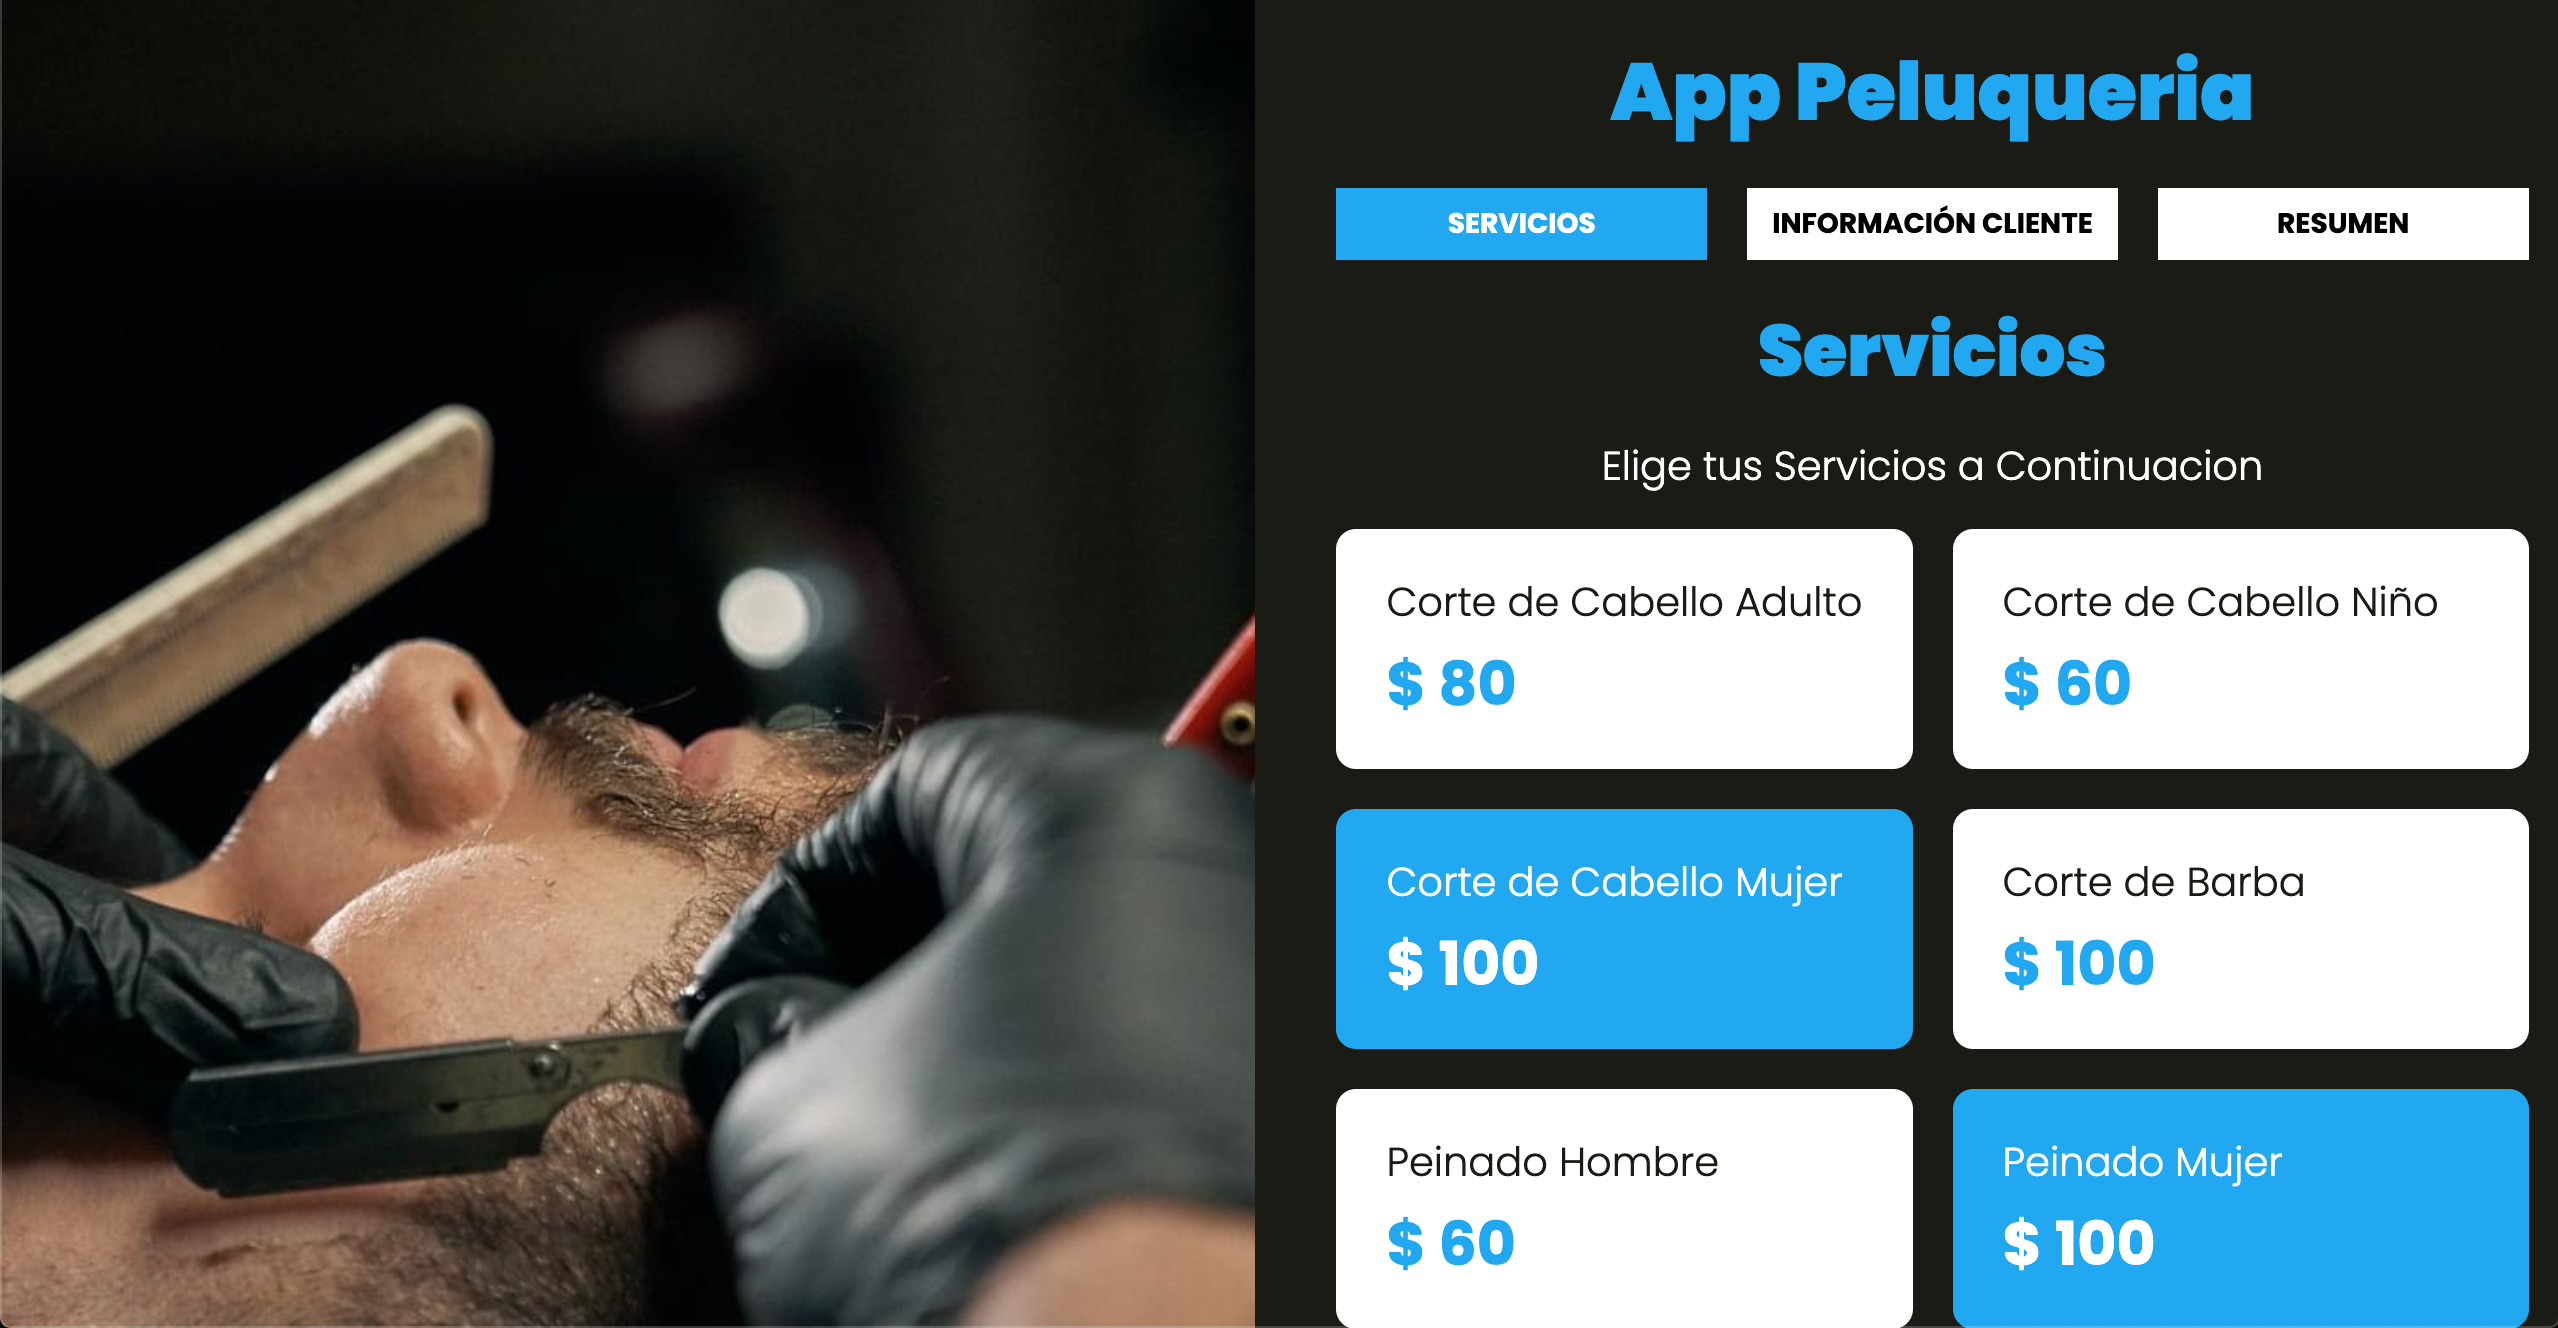 App Peluqueria
SERVICIOS
INFORMACIÓN CLIENTE
RESUMEN
Servicios
Elige tus Servicios a Continuacion
Corte de Cabello Adulto
$ 80
Corte de Cabello Niño
$ 60
Corte de Cabello Mujer
$ 100
Corte de Barba
$ 100
Peinado Hombre
$ 60
Peinado Mujer
$ 100